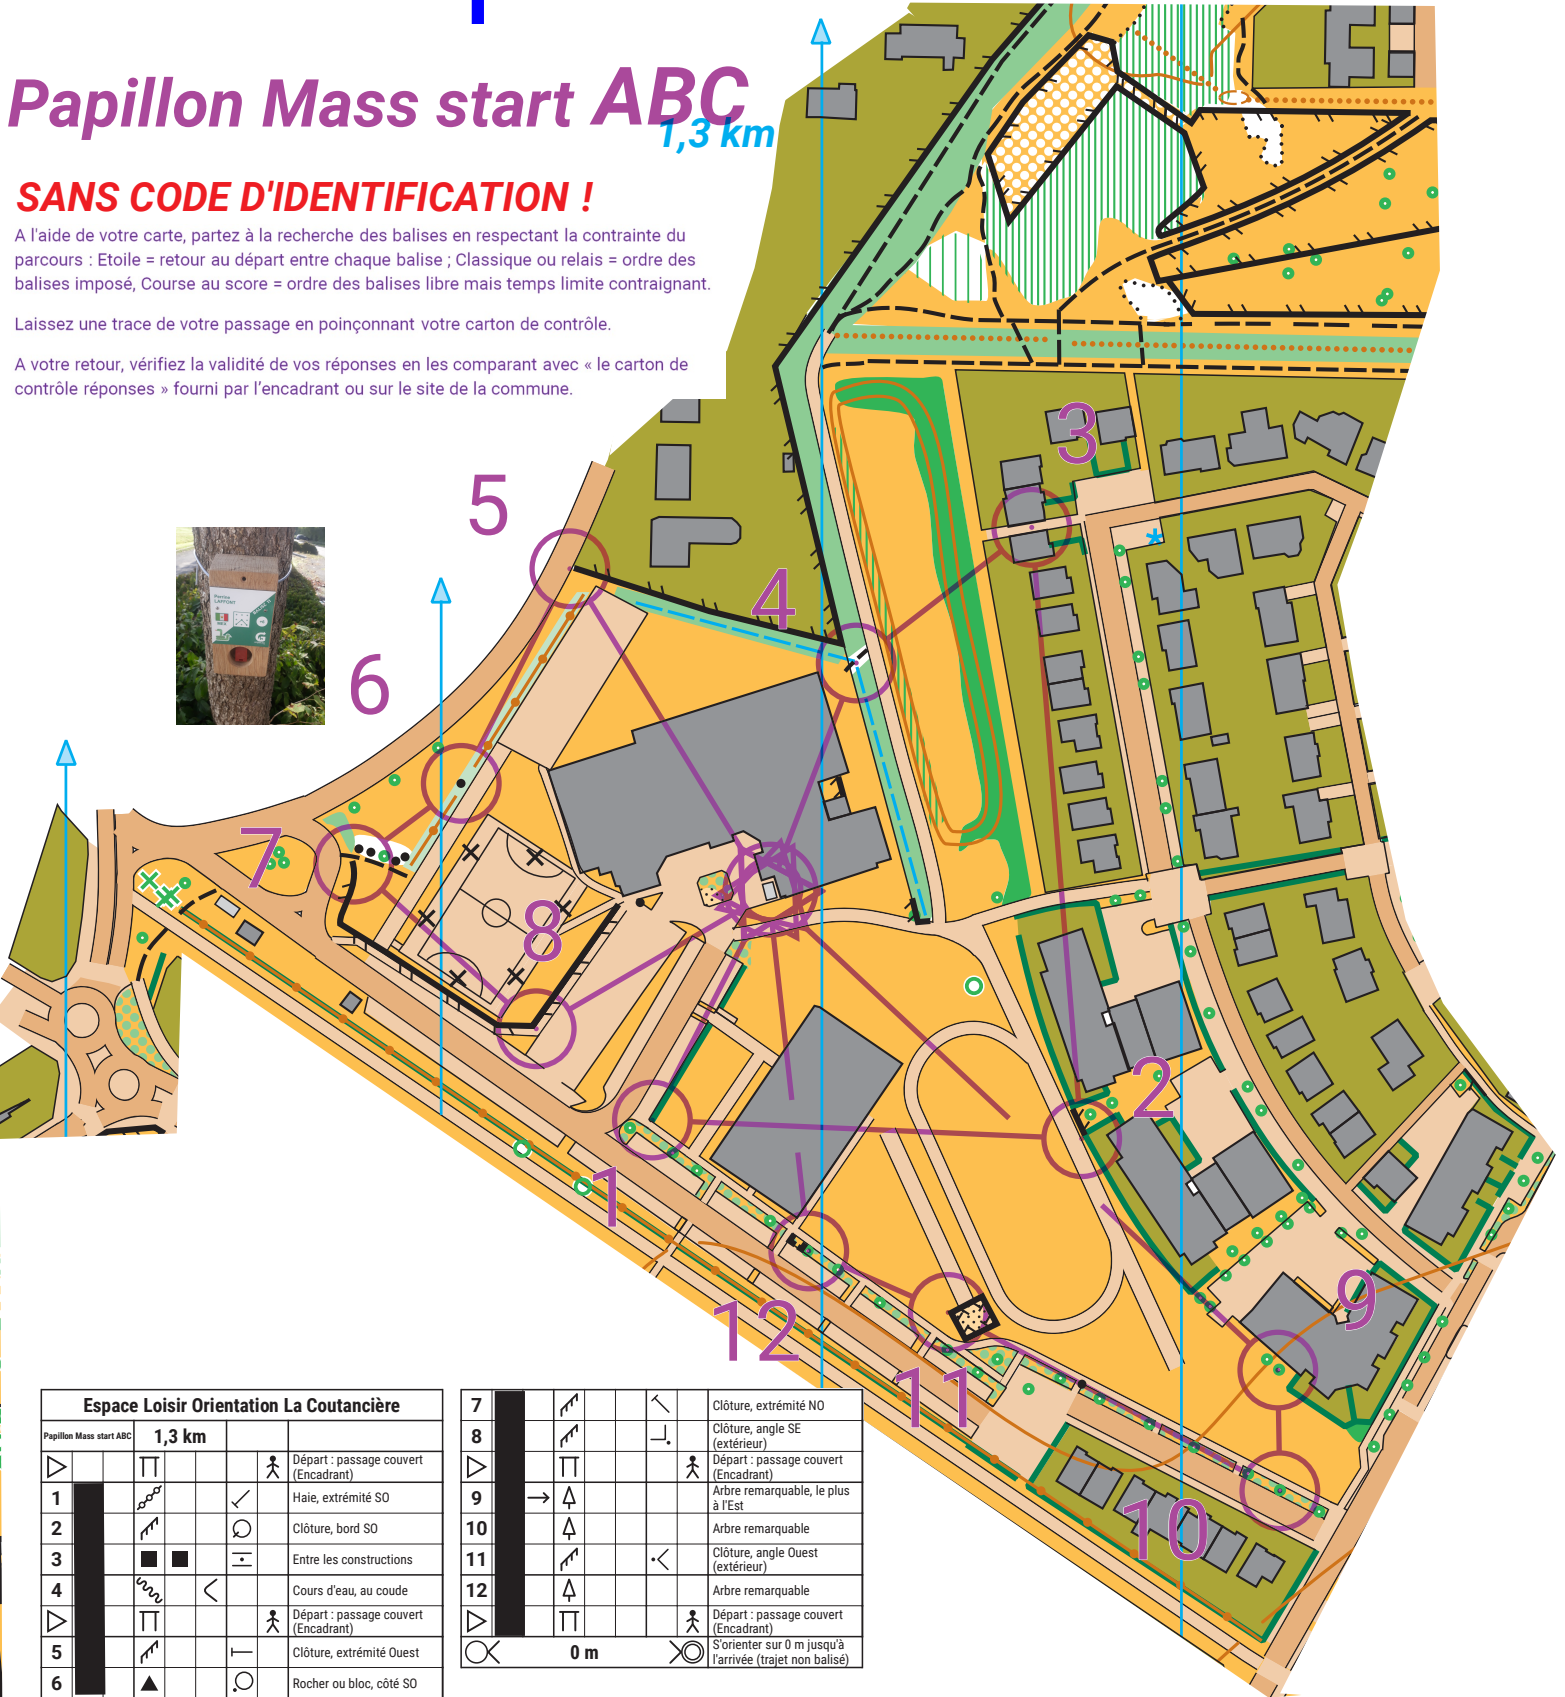 Papillon Mass start ABC
1,3 km
SANS CODE D'IDENTIFICATION !
A l'aide de votre carte, partez à la recherche des balises en respectant la contrainte du
parcours : Etoile = retour au départ entre chaque balise ; Classique ou relais = ordre des
balises imposé, Course au score = ordre des balises libre mais temps limite contraignant.
Laissez une trace de votre passage en poinçonnant votre carton de contrôle.
A votre retour, vérifiez la validité de vos réponses en les comparant avec « le carton de
contrôle réponses » fourni par l'encadrant ou sur le site de la commune.
3
5
4
6
7
8
2
1
9
12
11
10
Espace Loisir Orientation La Coutancière
Papillon Mass start ABC 1,3 km
Départ : passage couvert
(Encadrant)
1 Haie, extrémité SO
2 Clôture, bord SO
3 Entre les constructions
4 Cours d'eau, au coude
Départ : passage couvert
(Encadrant)
5 Clôture, extrémité Ouest
6 Rocher ou bloc, côté SO
7 Clôture, extrémité NO
8 Clôture, angle SE
(extérieur)
Départ : passage couvert
(Encadrant)
9 Arbre remarquable, le plus
à l'Est
10 Arbre remarquable
11 Clôture, angle Ouest
(extérieur)
12 Arbre remarquable
Départ : passage couvert
(Encadrant)
0 m S'orienter sur 0 m jusqu'à
l'arrivée (trajet non balisé)